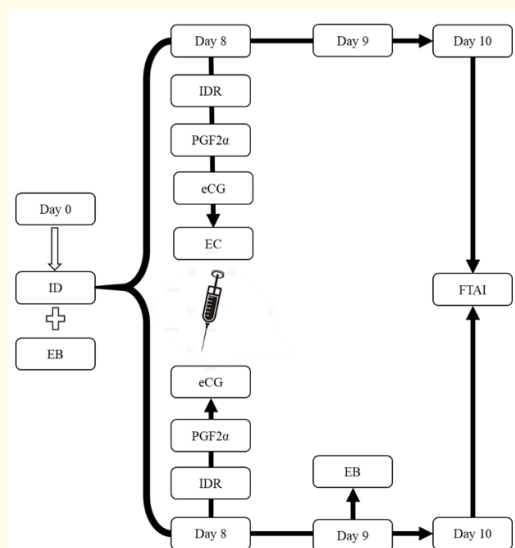 Day 8
Day 9
Day 10
IDR
PGF2α
eCG
EC
Day 0
ID
EB
FTAI
eCG
PGF2α
IDR
EB
Day 8
Day 9
Day 10